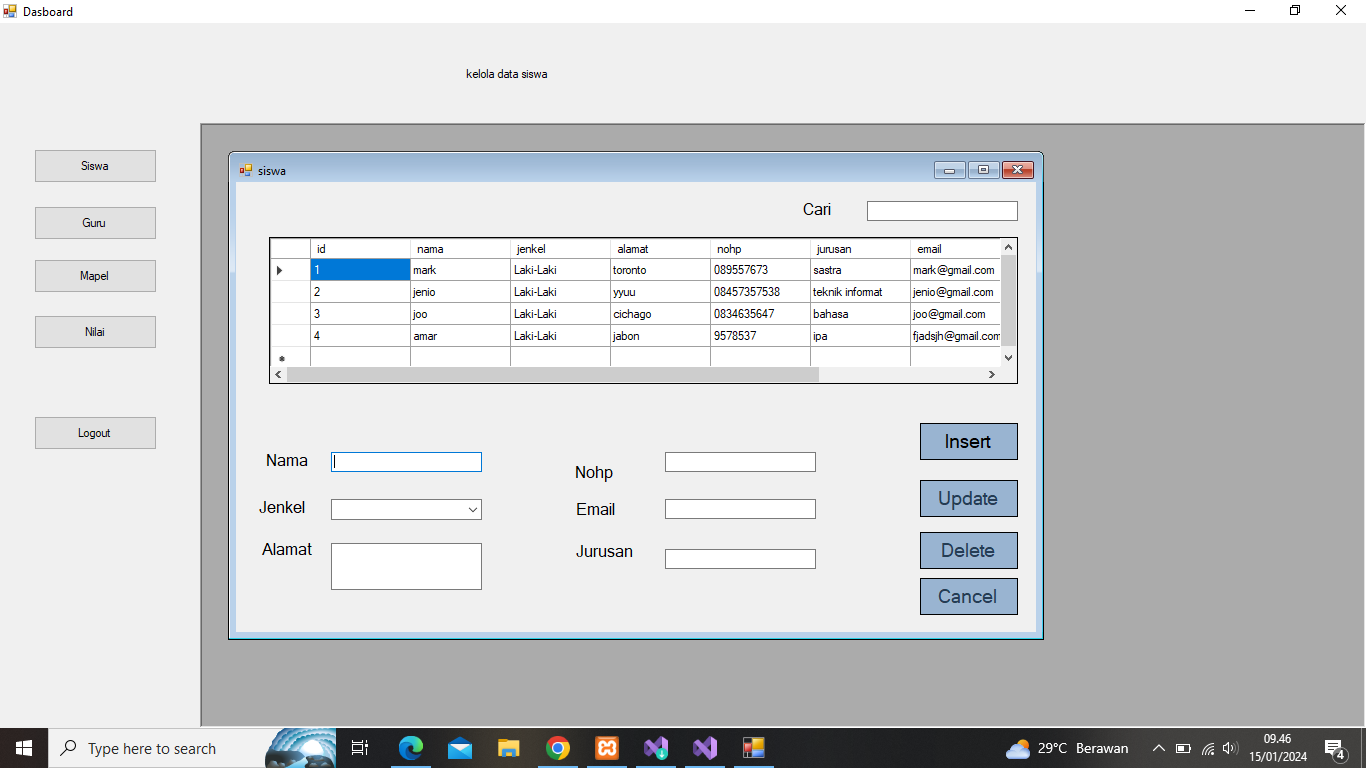 Dasboard
kelola data siswa
Siswa
Guru
Mapel
Nilai
Logout
siswa
Cari
id nama jenkel alamat nohp jurusan email
1 mark Laki-Laki toronto 089557673 sastra mark@gmail.com
2 jenio Laki-Laki yyuu 08457357538 teknik informat jenio@gmail.com
3 joo Laki-Laki cichago 0834635647 bahasa joo@gmail.com
4 amar Laki-Laki jabon 9578537 ipa fjadsjh@gmail.com
Nama
Jenkel
Alamat
Nohp
Email
Jurusan
Insert
Update
Delete
Cancel
Type here to search
29°C Berawan
09.46
15/01/2024
4